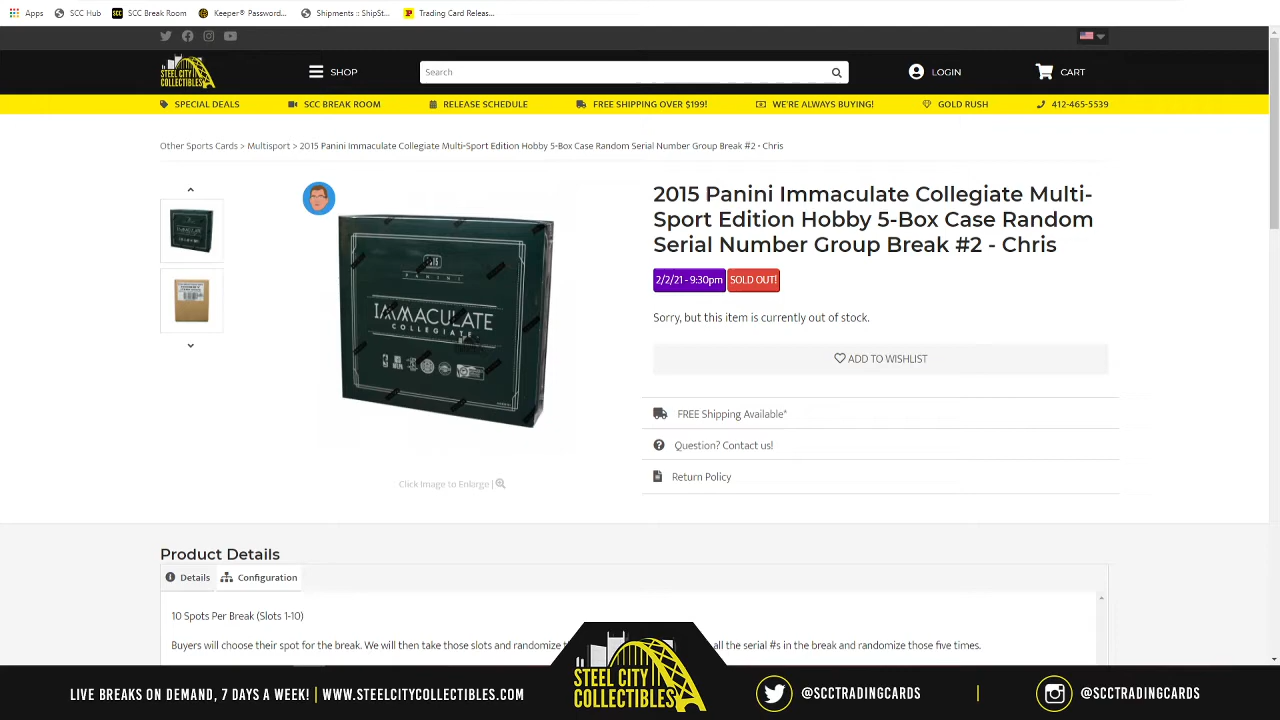 Apps SCC Hub SCC Break Room Keeper® Password... Shipments :: ShipSt... Trading Card Releas...
STEEL CITY
COLLECTIBLES
SHOP
Search
LOGIN
CART
SPECIAL DEALS SCC BREAK ROOM RELEASE SCHEDULE FREE SHIPPING OVER $199! WE'RE ALWAYS BUYING! GOLD RUSH 412-465-5539
Other Sports Cards > Multisport > 2015 Panini Immaculate Collegiate Multi-Sport Edition Hobby 5-Box Case Random Serial Number Group Break #2 - Chris
2015
PANINI
IMMACULATE
COLLEGIATE
Click Image to Enlarge |
2015 Panini Immaculate Collegiate Multi-
Sport Edition Hobby 5-Box Case Random
Serial Number Group Break #2 - Chris
2/2/21 - 9:30pm SOLD OUT!
Sorry, but this item is currently out of stock.
ADD TO WISHLIST
FREE Shipping Available*
Question? Contact us!
Return Policy
Product Details
Details Configuration
10 Spots Per Break (Slots 1-10)
Buyers will choose their spot for the break. We will then take those slots and randomize all the serial #s in the break and randomize those five times.
LIVE BREAKS ON DEMAND, 7 DAYS A WEEK! | WWW.STEELCITYCOLLECTIBLES.COM
STEEL CITY
COLLECTIBLES
@SCCTRADINGCARDS | @SCCTRADINGCARDS